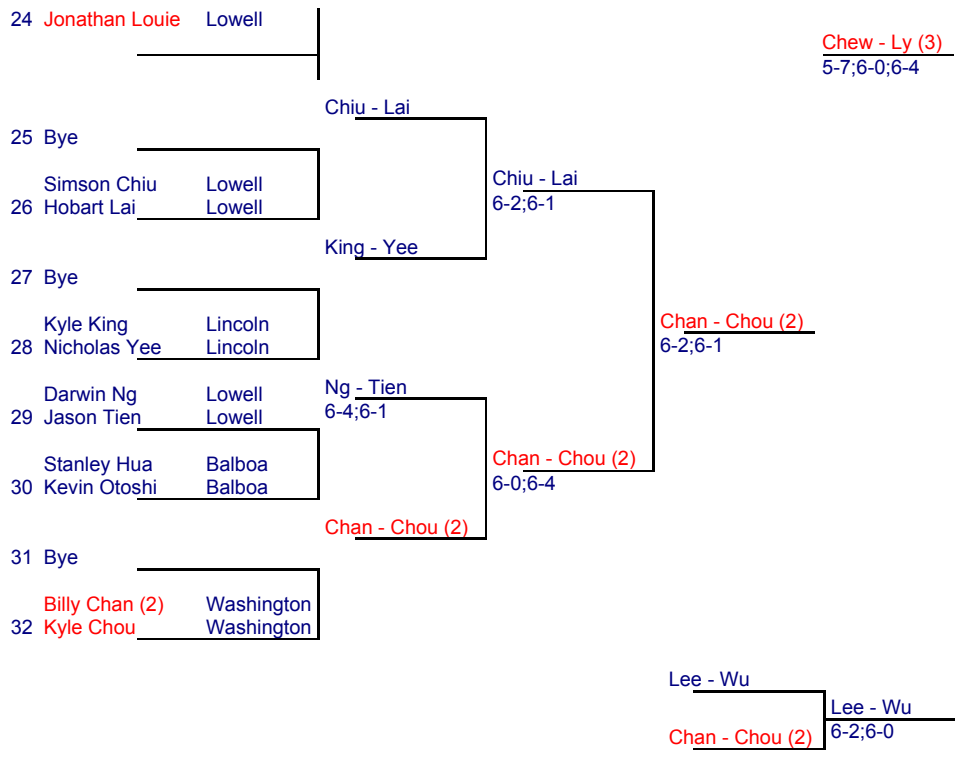 24 Jonathan Louie Lowell
Chew - Ly (3)
5-7;6-0;6-4
Chiu - Lai
25 Bye
Simson Chiu Lowell
Chiu - Lai
26 Hobart Lai Lowell
6-2;6-1
King - Yee
27 Bye
Kyle King Lincoln
Chan - Chou (2)
28 Nicholas Yee Lincoln
6-2;6-1
Darwin Ng Lowell
Ng - Tien
29 Jason Tien Lowell
6-4;6-1
Stanley Hua Balboa
Chan - Chou (2)
30 Kevin Otoshi Balboa
6-0;6-4
Chan - Chou (2)
31 Bye
Billy Chan (2) Washington
32 Kyle Chou Washington
Lee - Wu
Lee - Wu
Chan - Chou (2)
6-2;6-0